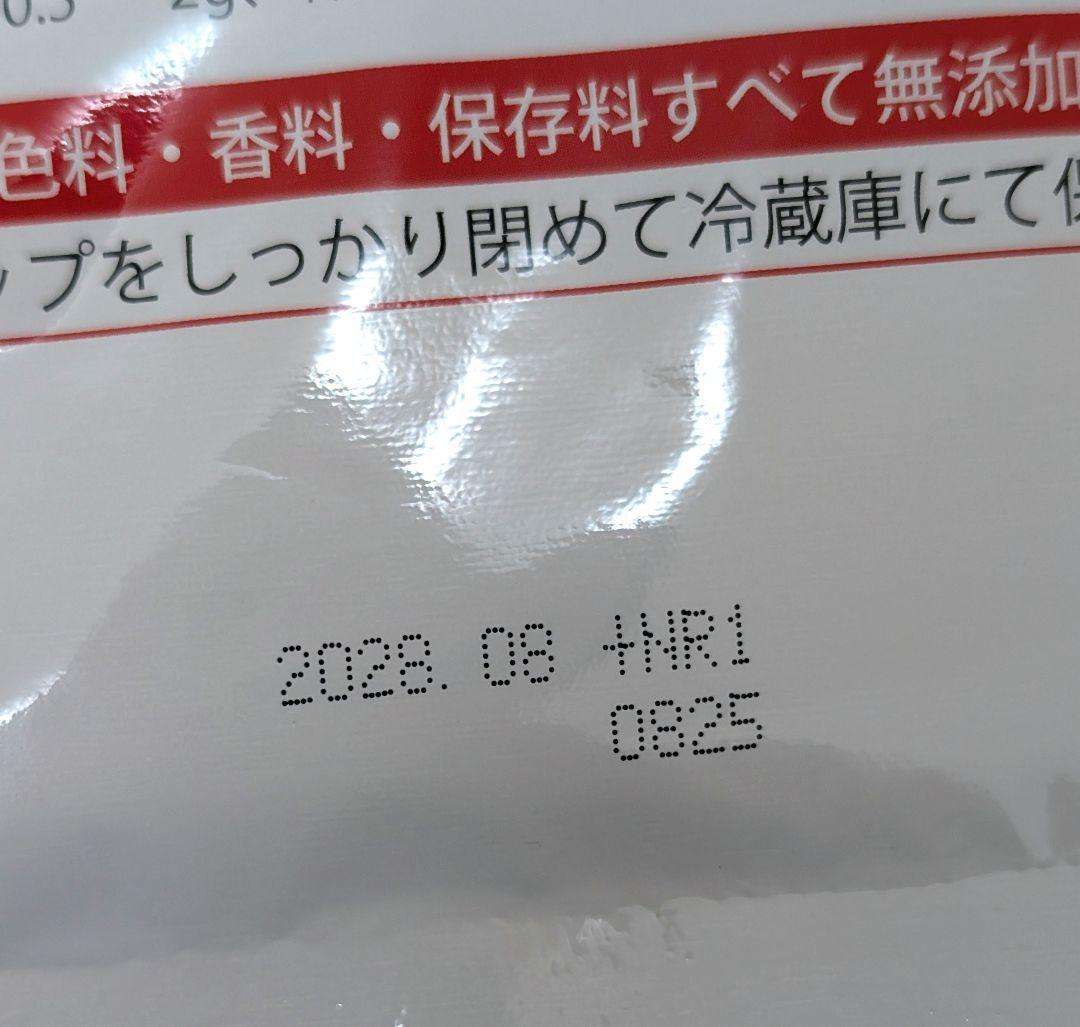 色料・香料・保存料すべて無添加
ップをしっかり閉めて冷蔵庫にて保
2028.08 +NR1
0825